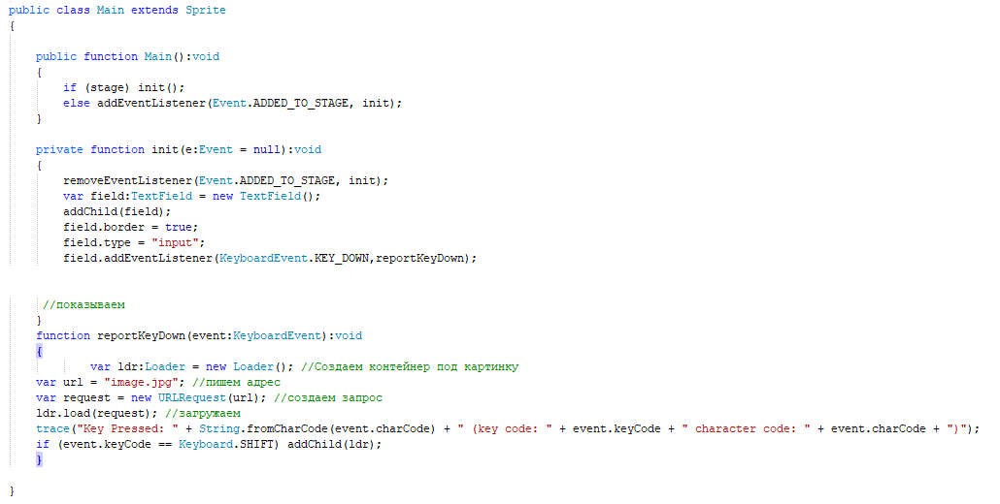 public class Main extends Sprite
{
public function Main():void
{
if (stage) init();
else addEventListener(Event.ADDED_TO_STAGE, init);
}
private function init(e:Event = null):void
{
removeEventListener(Event.ADDED_TO_STAGE, init);
var field:TextField = new TextField();
addChild(field);
field.border = true;
field.type = "input";
field.addEventListener(KeyboardEvent.KEY_DOWN,reportKeyDown);
//показываем
}
function reportKeyDown(event:KeyboardEvent):void
{
var ldr:Loader = new Loader(); //Создаем контейнер под картинку
var url = "image.jpg"; //пишем адрес
var request = new URLRequest(url); //создаем запрос
ldr.load(request); //загружаем
trace("Key Pressed: " + String.fromCharCode(event.charCode) + " (key code: " + event.keyCode + " character code: " + event.charCode + ")");
if (event.keyCode == Keyboard.SHIFT) addChild(ldr);
}
}